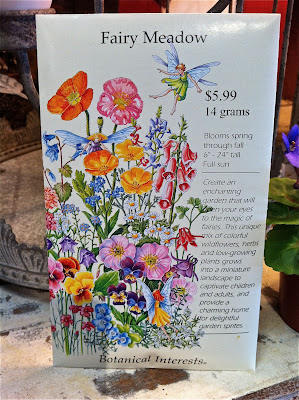 Fairy Meadow
$5.99
14 grams
Blooms spring
through fall
6" - 24" tall
Full sun
Create an
enchanting
garden that will
open your eyes
to the magic of
fairies. This unique
mix of colorful
wildflowers, herbs
and low-growing
plants grows
into a miniature
landscape to
captivate children
and adults, and
provide a
charming home
for delightful
garden sprites.
Botanical Interests